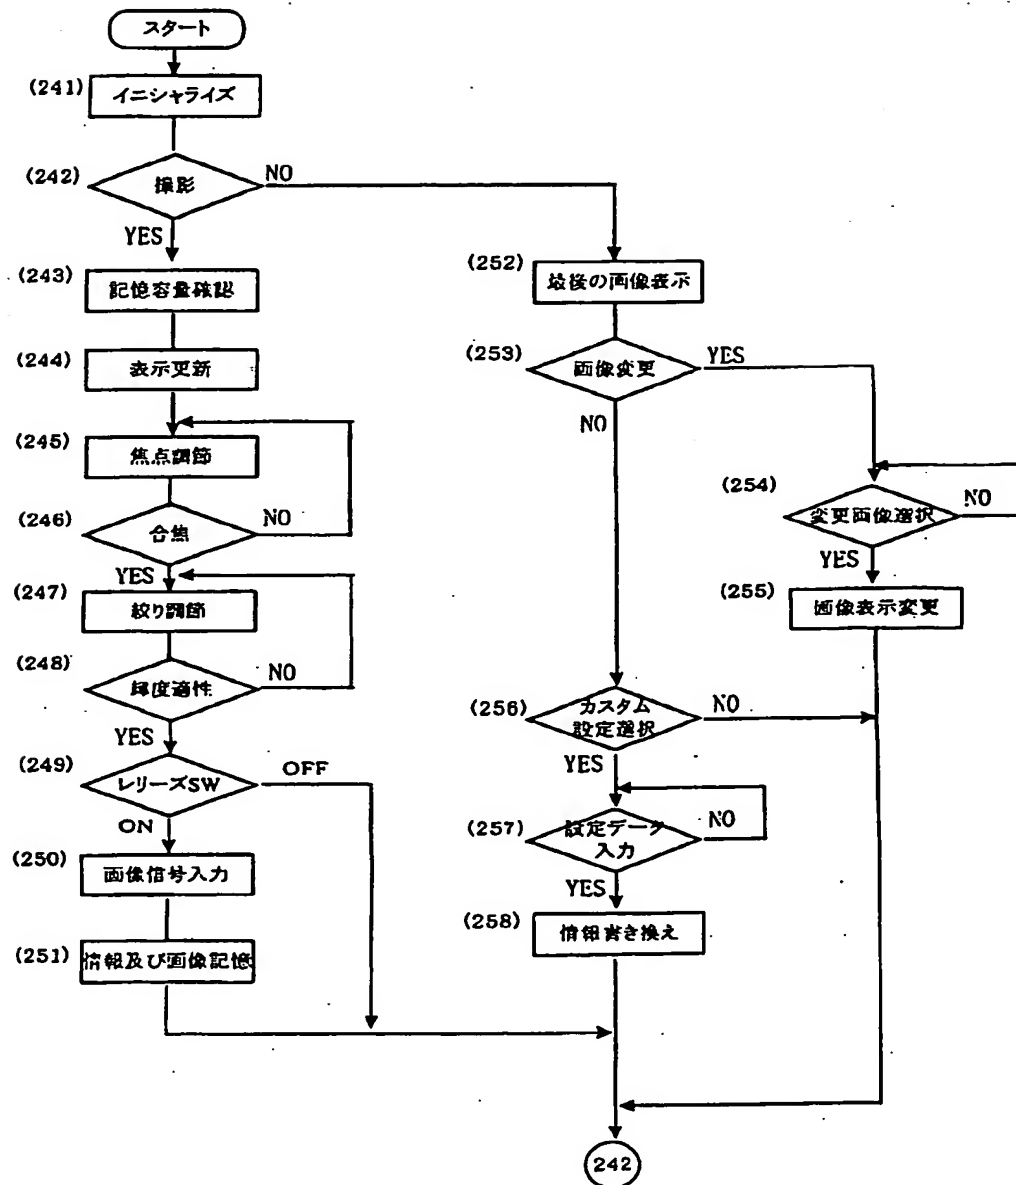 スタート
(241)
イニシャライズ
(242)
撮影
NO
YES
(243)
記憶容量確認
(244)
表示更新
(245)
焦点調節
(246)
合焦
NO
YES
(247)
絞り調節
(248)
輝度適性
NO
YES
(249)
レリーズSW
OFF
ON
(250)
画像信号入力
(251)
情報及び画像記憶
(252)
最後の画像表示
(253)
画像変更
YES
NO
(254)
変更画像選択
NO
YES
(255)
画像表示変更
(256)
カスタム
設定選択
NO
YES
(257)
設定データ
入力
NO
YES
(258)
情報書き換え
242